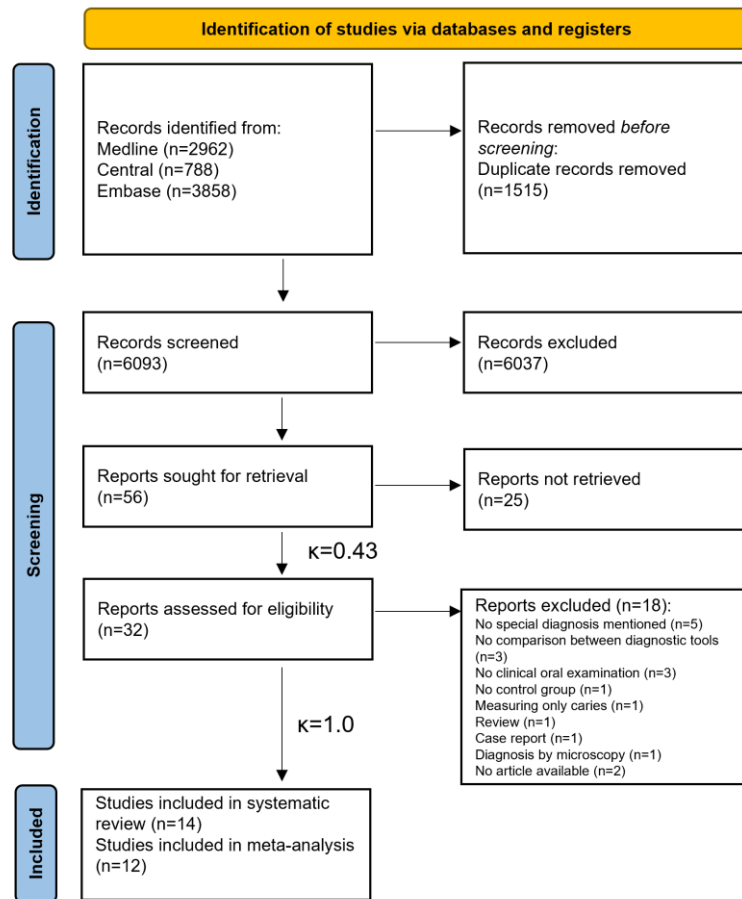 Identification of studies via databases and registers
Identification
Records identified from:
Medline (n=2962)
Central (n=788)
Embase (n=3858)
Records removed before
screening:
Duplicate records removed
(n=1515)
Screening
Records screened
(n=6093)
Records excluded
(n=6037)
Reports sought for retrieval
(n=56)
Reports not retrieved
(n=25)
κ=0.43
Reports assessed for eligibility
(n=32)
Reports excluded (n=18):
No special diagnosis mentioned (n=5)
No comparison between diagnostic tools
(n=3)
No clinical oral examination (n=3)
No control group (n=1)
Measuring only caries (n=1)
Review (n=1)
Case report (n=1)
Diagnosis by microscopy (n=1)
No article available (n=2)
κ=1.0
Included
Studies included in systematic
review (n=14)
Studies included in meta-analysis
(n=12)